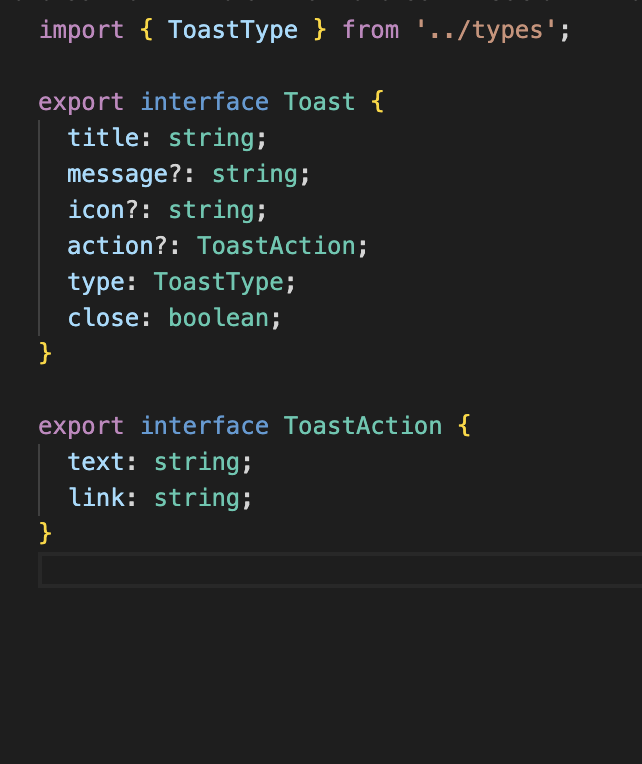 import { ToastType } from '../types';
export interface Toast {
title: string;
message?: string;
icon?: string;
action?: ToastAction;
type: ToastType;
close: boolean;
}
export interface ToastAction {
text: string;
link: string;
}